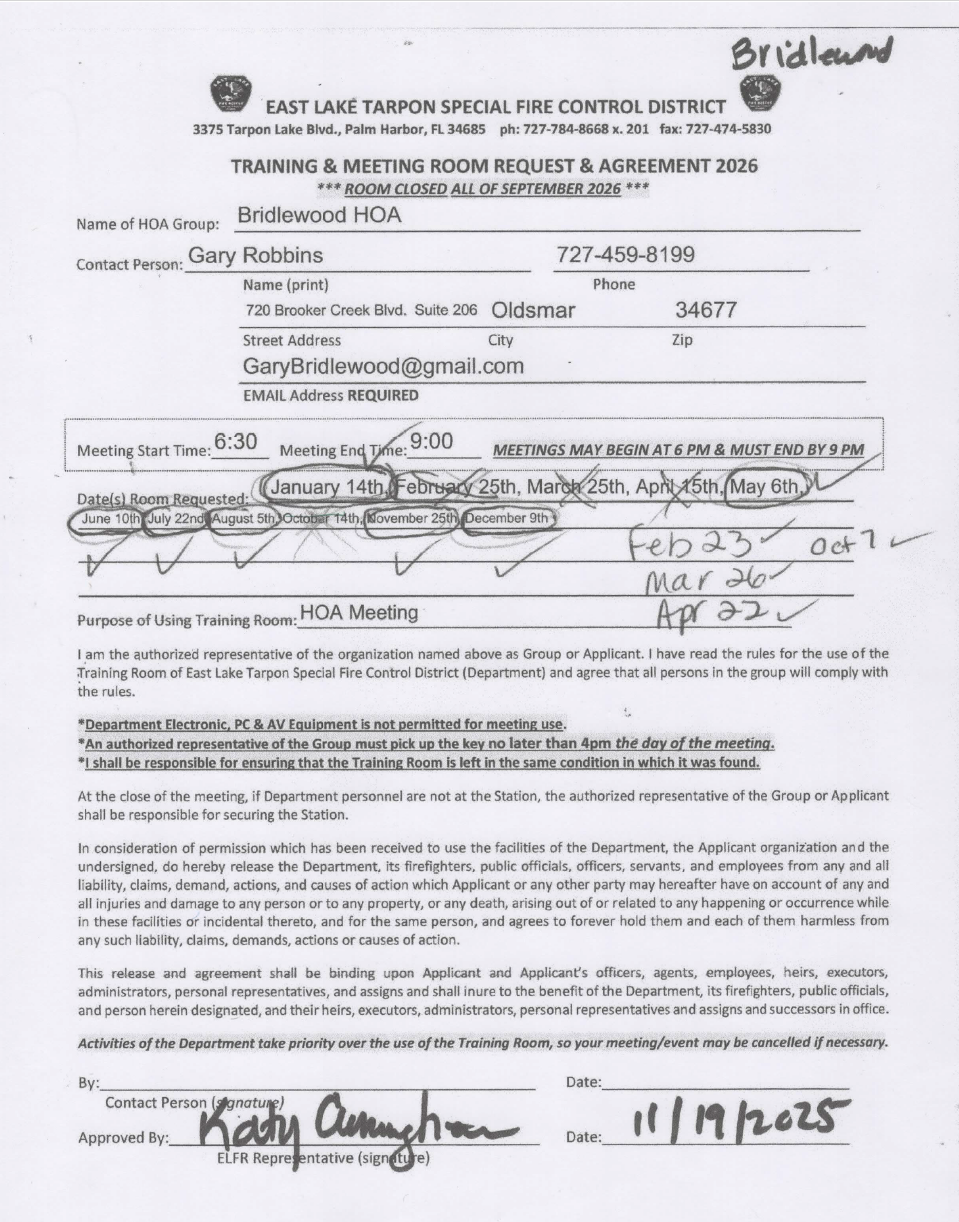 Bridlewood
EAST LAKE TARPON SPECIAL FIRE CONTROL DISTRICT
3375 Tarpon Lake Blvd., Palm Harbor, FL 34685 ph: 727-784-8668 x. 201 fax: 727-474-5830
TRAINING & MEETING ROOM REQUEST & AGREEMENT 2026
*** ROOM CLOSED ALL OF SEPTEMBER 2026 ***
Name of HOA Group: Bridlewood HOA
Contact Person: Gary Robbins 727-459-8199
Name (print) Phone
720 Brooker Creek Blvd. Suite 206 Oldsmar 34677
Street Address City Zip
GaryBridlewood@gmail.com
EMAIL Address REQUIRED
Meeting Start Time: 6:30 Meeting End Time: 9:00 MEETINGS MAY BEGIN AT 6 PM & MUST END BY 9 PM
Date(s) Room Requested: January 14th, February 25th, March 25th, April 15th, May 6th,
June 10th, July 22nd, August 5th, October 14th, November 25th, December 9th
Feb 23 Oct 7
Mar 26
Apr 22
Purpose of Using Training Room: HOA Meeting
I am the authorized representative of the organization named above as Group or Applicant. I have read the rules for the use of the
Training Room of East Lake Tarpon Special Fire Control District (Department) and agree that all persons in the group will comply with
the rules.
*Department Electronic, PC & AV Equipment is not permitted for meeting use.
*An authorized representative of the Group must pick up the key no later than 4pm the day of the meeting.
*I shall be responsible for ensuring that the Training Room is left in the same condition in which it was found.
At the close of the meeting, if Department personnel are not at the Station, the authorized representative of the Group or Applicant
shall be responsible for securing the Station.
In consideration of permission which has been received to use the facilities of the Department, the Applicant organization and the
undersigned, do hereby release the Department, its firefighters, public officials, officers, servants, and employees from any and all
liability, claims, demand, actions, and causes of action which Applicant or any other party may hereafter have on account of any and
all injuries and damage to any person or to any property, or any death, arising out of or related to any happening or occurrence while
in these facilities or incidental thereto, and for the same person, and agrees to forever hold them and each of them harmless from
any such liability, claims, demands, actions or causes of action.
This release and agreement shall be binding upon Applicant and Applicant's officers, agents, employees, heirs, executors,
administrators, personal representatives, and assigns and shall inure to the benefit of the Department, its firefighters, public officials,
and person herein designated, and their heirs, executors, administrators, personal representatives and assigns and successors in office.
Activities of the Department take priority over the use of the Training Room, so your meeting/event may be cancelled if necessary.
By: Date:
Contact Person (signature)
Approved By: Katy Date: 11/19/2025
ELFR Representative (signature)